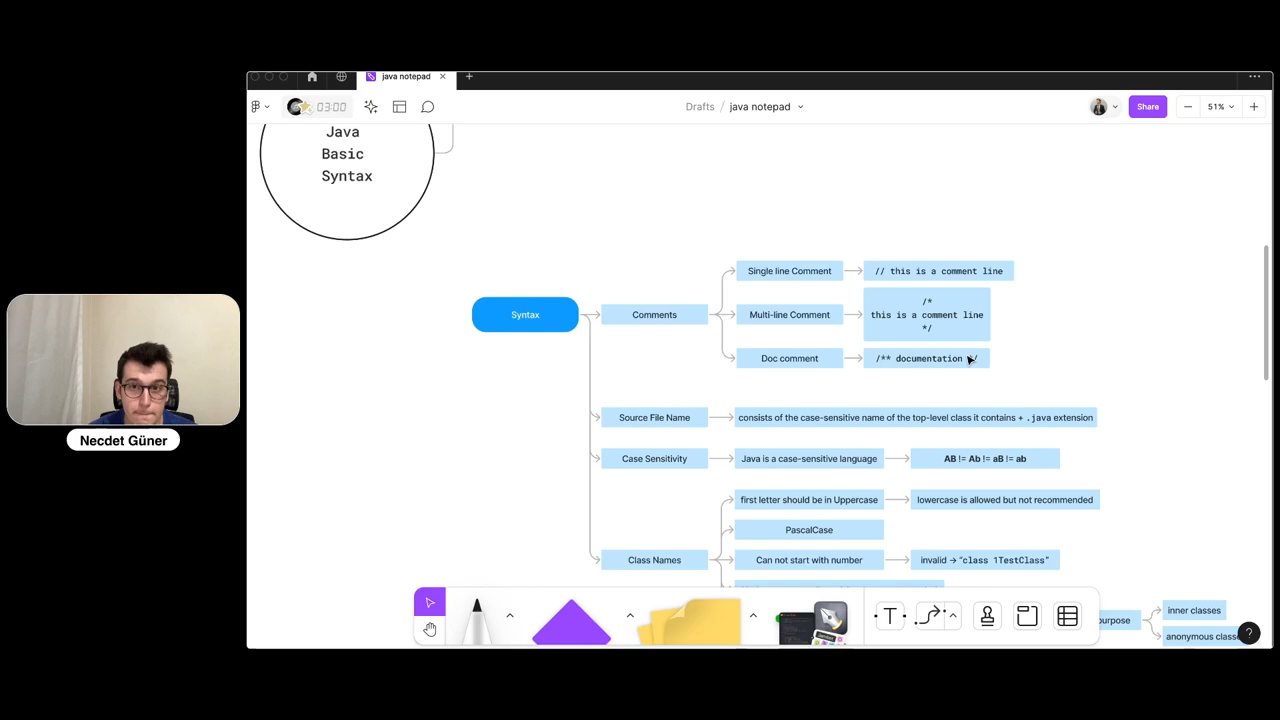 java notepad
03:00
Drafts / java notepad
Share
51%
Java
Basic
Syntax
Single line Comment
// this is a comment line
Syntax
Comments
Multi-line Comment
/*
this is a comment line
*/
Doc comment
/** documentation */
Source File Name
consists of the case-sensitive name of the top-level class it contains + .java extension
Case Sensitivity
Java is a case-sensitive language
AB != Ab != aB != ab
first letter should be in Uppercase
lowercase is allowed but not recommended
PascalCase
Class Names
Can not start with number
invalid → "class 1TestClass"
Necdet Güner
T
urpose
inner classes
anonymous classe
?